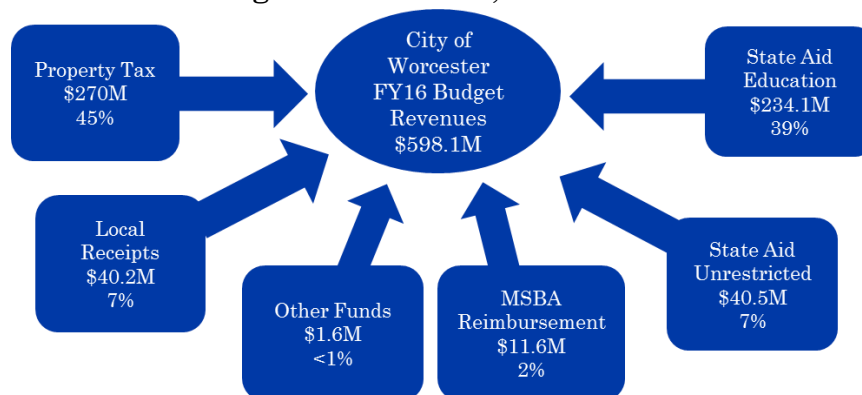 City of
Worcester
FY16 Budget
Revenues
$598.1M
Property Tax
$270M
45%
State Aid
Education
$234.1M
39%
Local
Receipts
$40.2M
7%
Other Funds
$1.6M
<1%
MSBA
Reimbursement
$11.6M
2%
State Aid
Unrestricted
$40.5M
7%